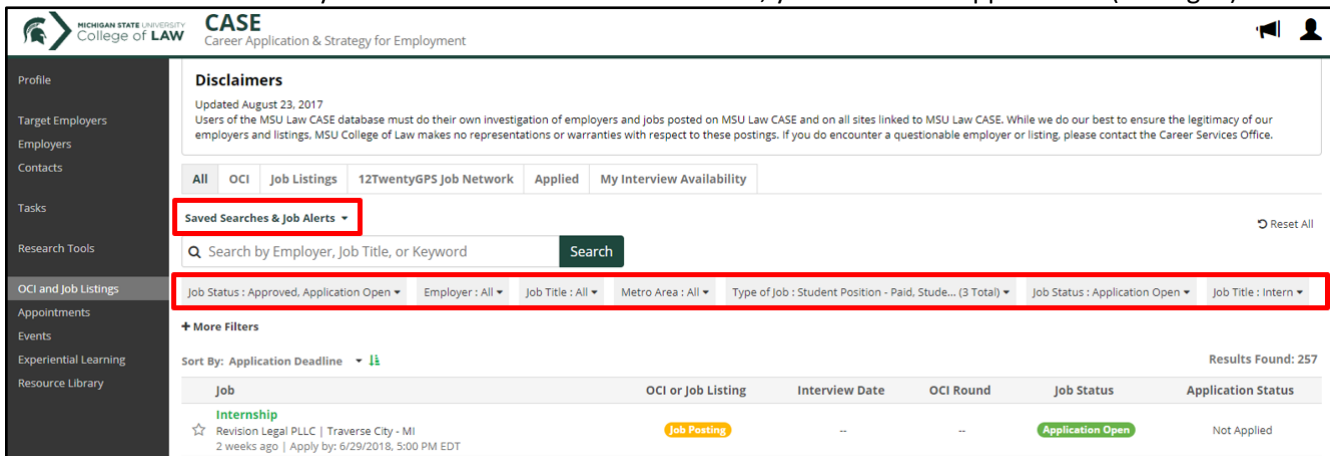 MICHIGAN STATE UNIVERSITY
College of LAW
CASE
Career Application & Strategy for Employment
Profile
Target Employers
Employers
Contacts
Tasks
Research Tools
OCI and Job Listings
Appointments
Events
Experiential Learning
Resource Library
Disclaimers
Updated August 23, 2017
Users of the MSU Law CASE database must do their own investigation of employers and jobs posted on MSU Law CASE and on all sites linked to MSU Law CASE. While we do our best to ensure the legitimacy of our
employers and listings, MSU College of Law makes no representations or warranties with respect to these postings. If you do encounter a questionable employer or listing, please contact the Career Services Office.
All OCI Job Listings 12TwentyGPS Job Network Applied My Interview Availability
Saved Searches & Job Alerts
Reset All
Search by Employer, Job Title, or Keyword Search
Job Status : Approved, Application Open Employer : All Job Title : All Metro Area : All Type of Job : Student Position - Paid, Stude... (3 Total) Job Status : Application Open Job Title : Intern
+ More Filters
Sort By: Application Deadline Results Found: 257
Job OCI or Job Listing Interview Date OCI Round Job Status Application Status
Internship
Revision Legal PLLC | Traverse City - MI Job Posting -- -- Application Open Not Applied
2 weeks ago | Apply by: 6/29/2018, 5:00 PM EDT